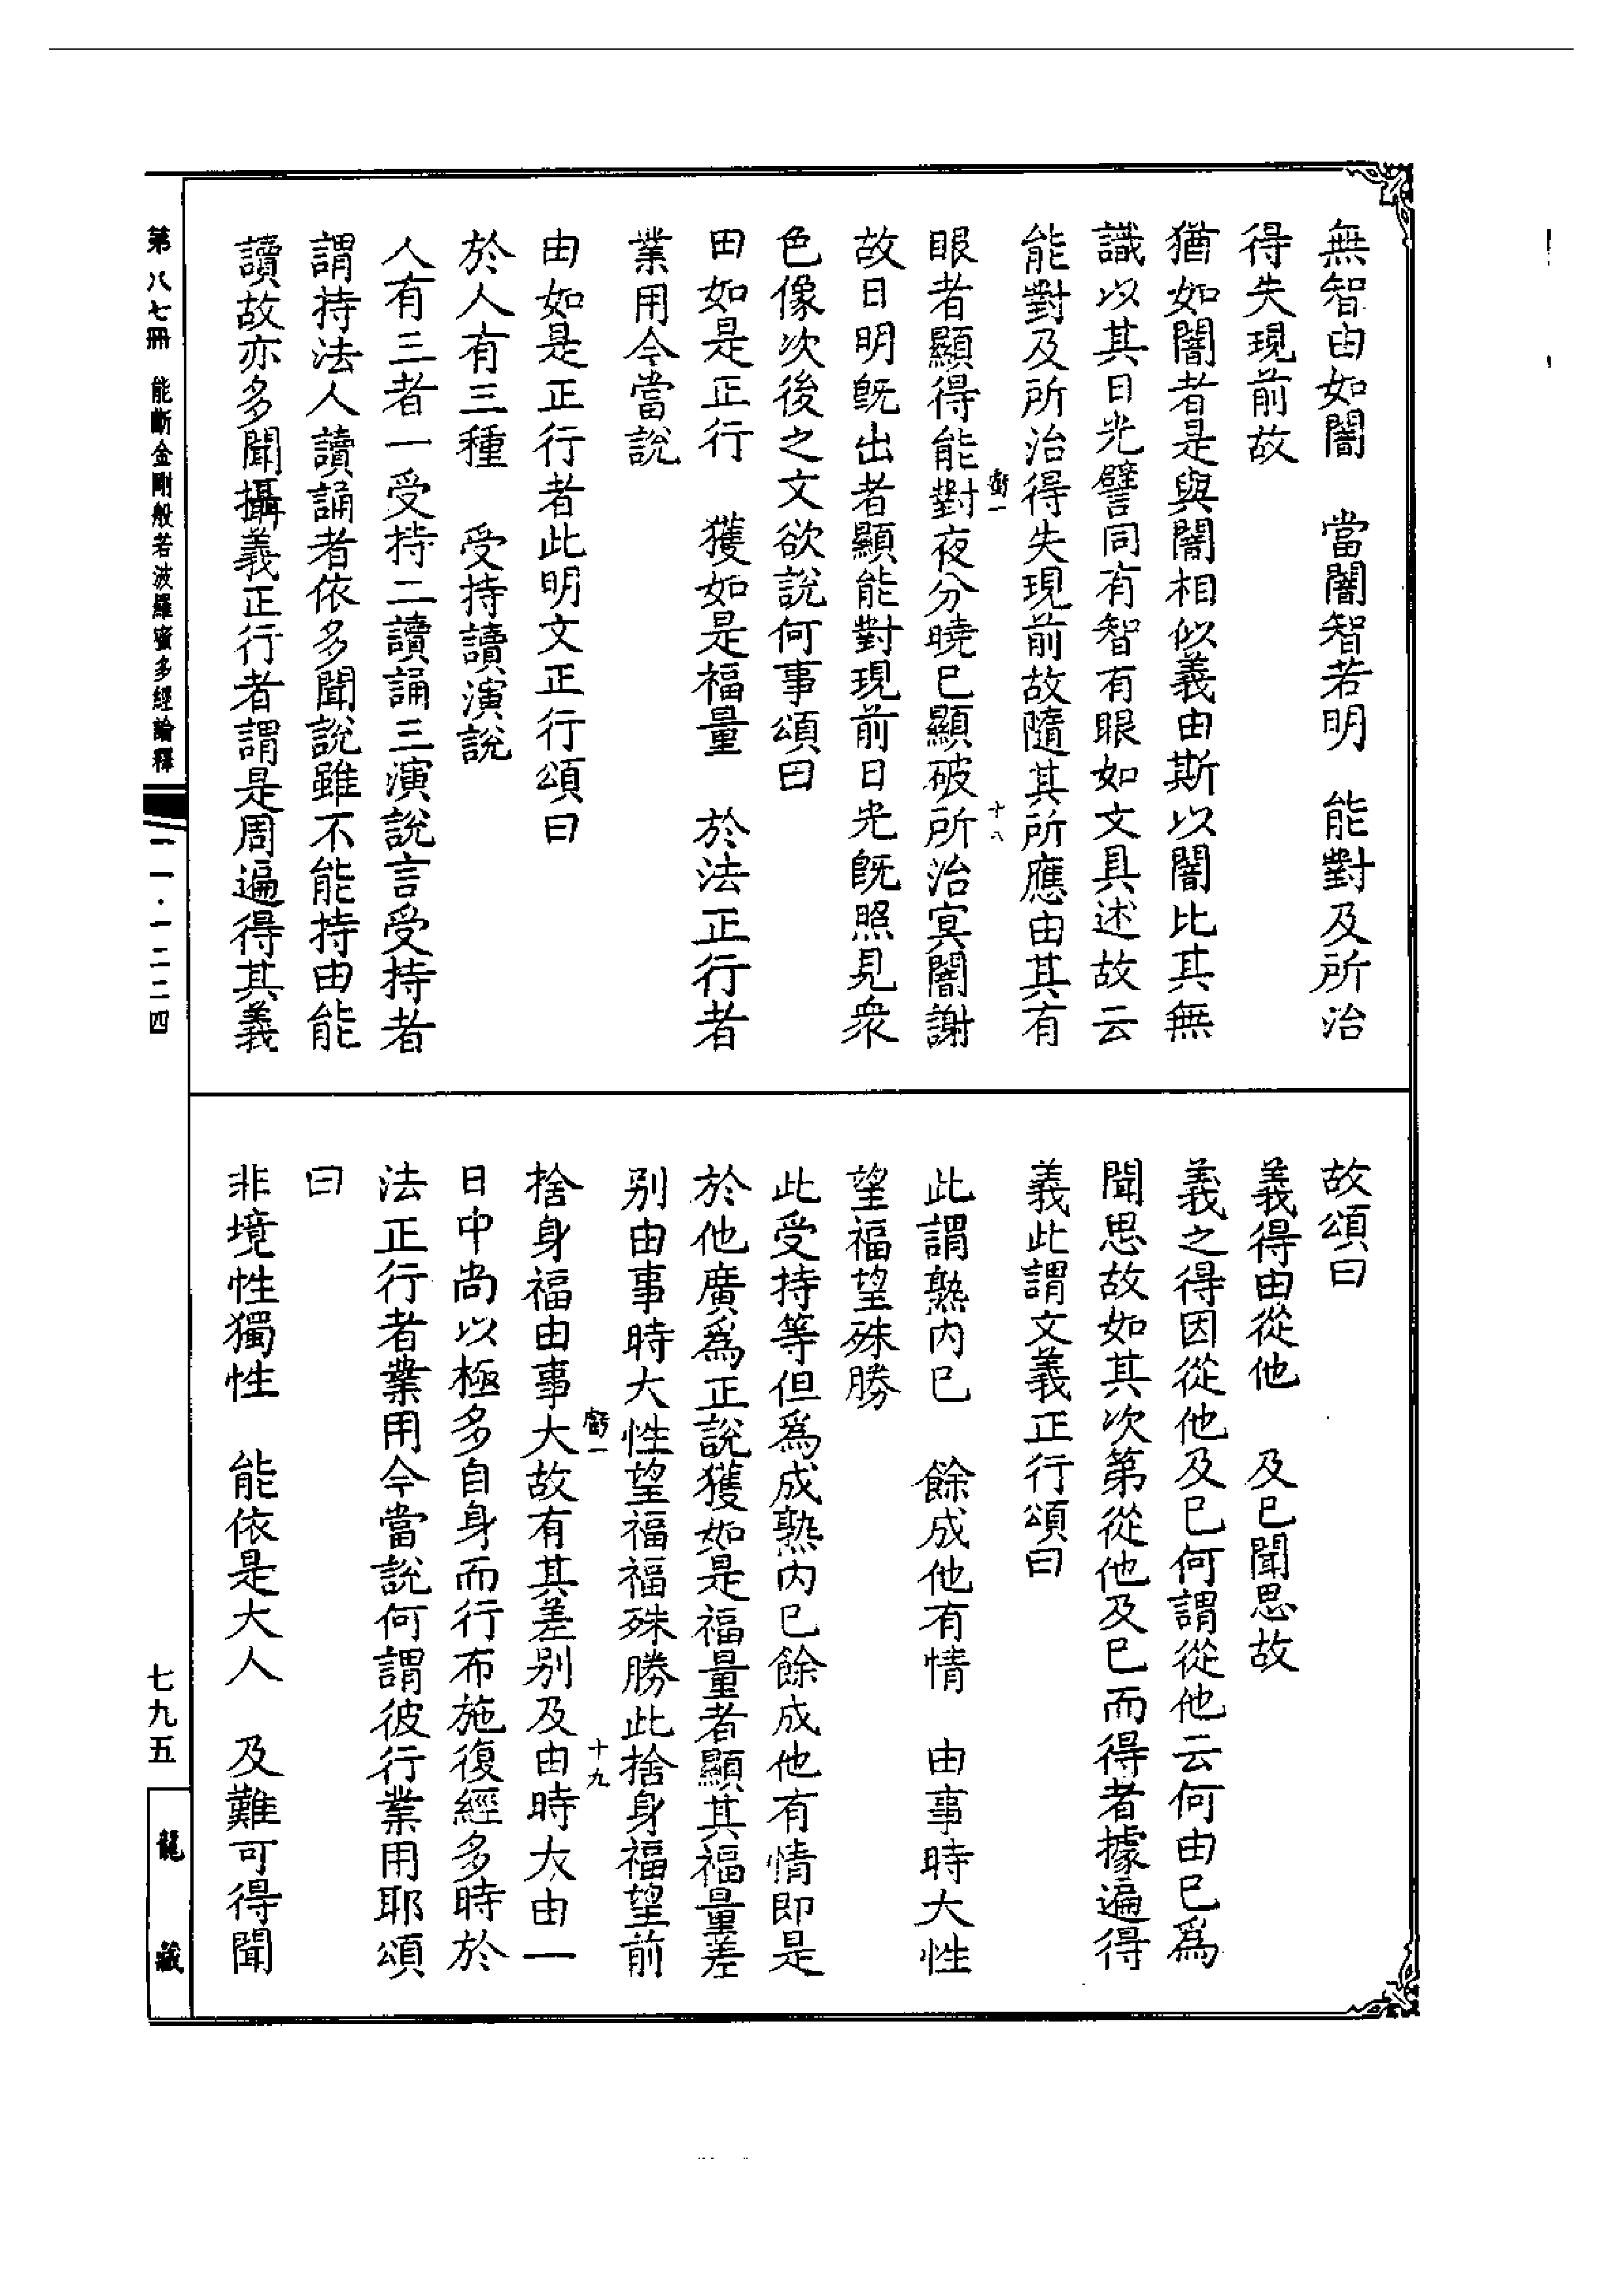 無智由如闇　當闇智若明　能對及所治
得失現前故
猶如闇者是與闇相似義由斯以闇比其無
識以其日光譬同有智有眼如文具述故云
能對及所治得失現前故隨其所應由其有
眼者顯得能對夜分曉已顯破所治冥闇謝
故日明既出者顯能對現前日光既照見衆
色像次後之文欲說何事頌曰
田如是正行　獲如是福量　於法正行者
業用今當說
由如是正行者此明文正行頌曰
於人有三種　受持讀演說
人有三者一受持二讀誦三演說言受持者
謂持法人讀誦者依多聞說雖不能持由能
讀故亦多聞攝義正行者謂是周遍得其義
十八
故頌曰
義得由從他　及已聞思故
義之得因從他及已何謂從他云何由已爲
聞思故如其次第從他及已而得者據遍得
義此謂文義正行頌曰
此謂熟內已　餘成他有情　由事時大性
望福望殊勝
此受持等但爲成熟內已餘成他有情即是
於他廣爲正說獲如是福量者顯其福量差
別由事時大性望福福殊勝此捨身福望前
捨身福由事大故有其差別及由時大由一
日中尚以極多自身而行布施復經多時於
法正行者業用今當說何謂彼行業用耶頌
曰
非境性獨性　能依是大人　及難可得聞
十九
第八七冊　能斷金剛般若波羅蜜多經論釋
一一·一二二四
七九五
龍藏